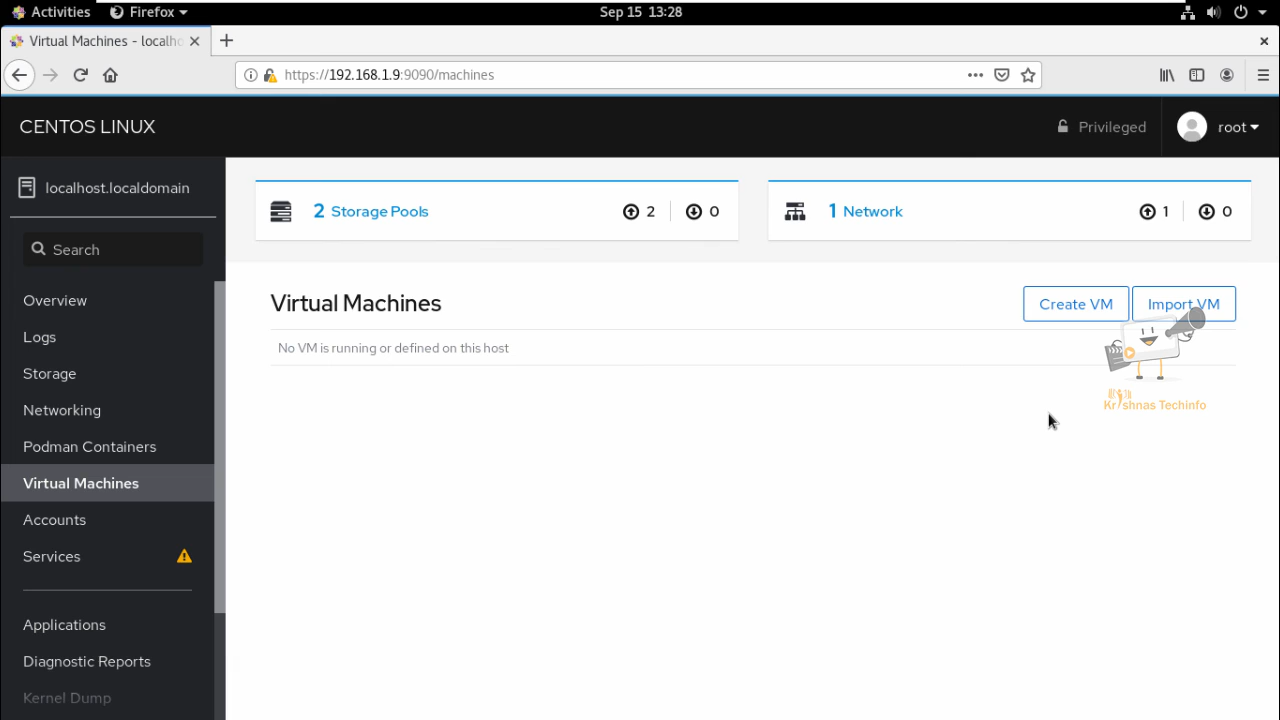 Activities Firefox Sep 15 13:28
Virtual Machines - localho
https://192.168.1.9:9090/machines
CENTOS LINUX Privileged root
localhost.localdomain
2 Storage Pools 2 0 1 Network 1 0
Search
Overview
Logs
Storage
Networking
Podman Containers
Virtual Machines
Accounts
Services
Applications
Diagnostic Reports
Kernel Dump
Virtual Machines Create VM Import VM
No VM is running or defined on this host
Krishnas Techinfo